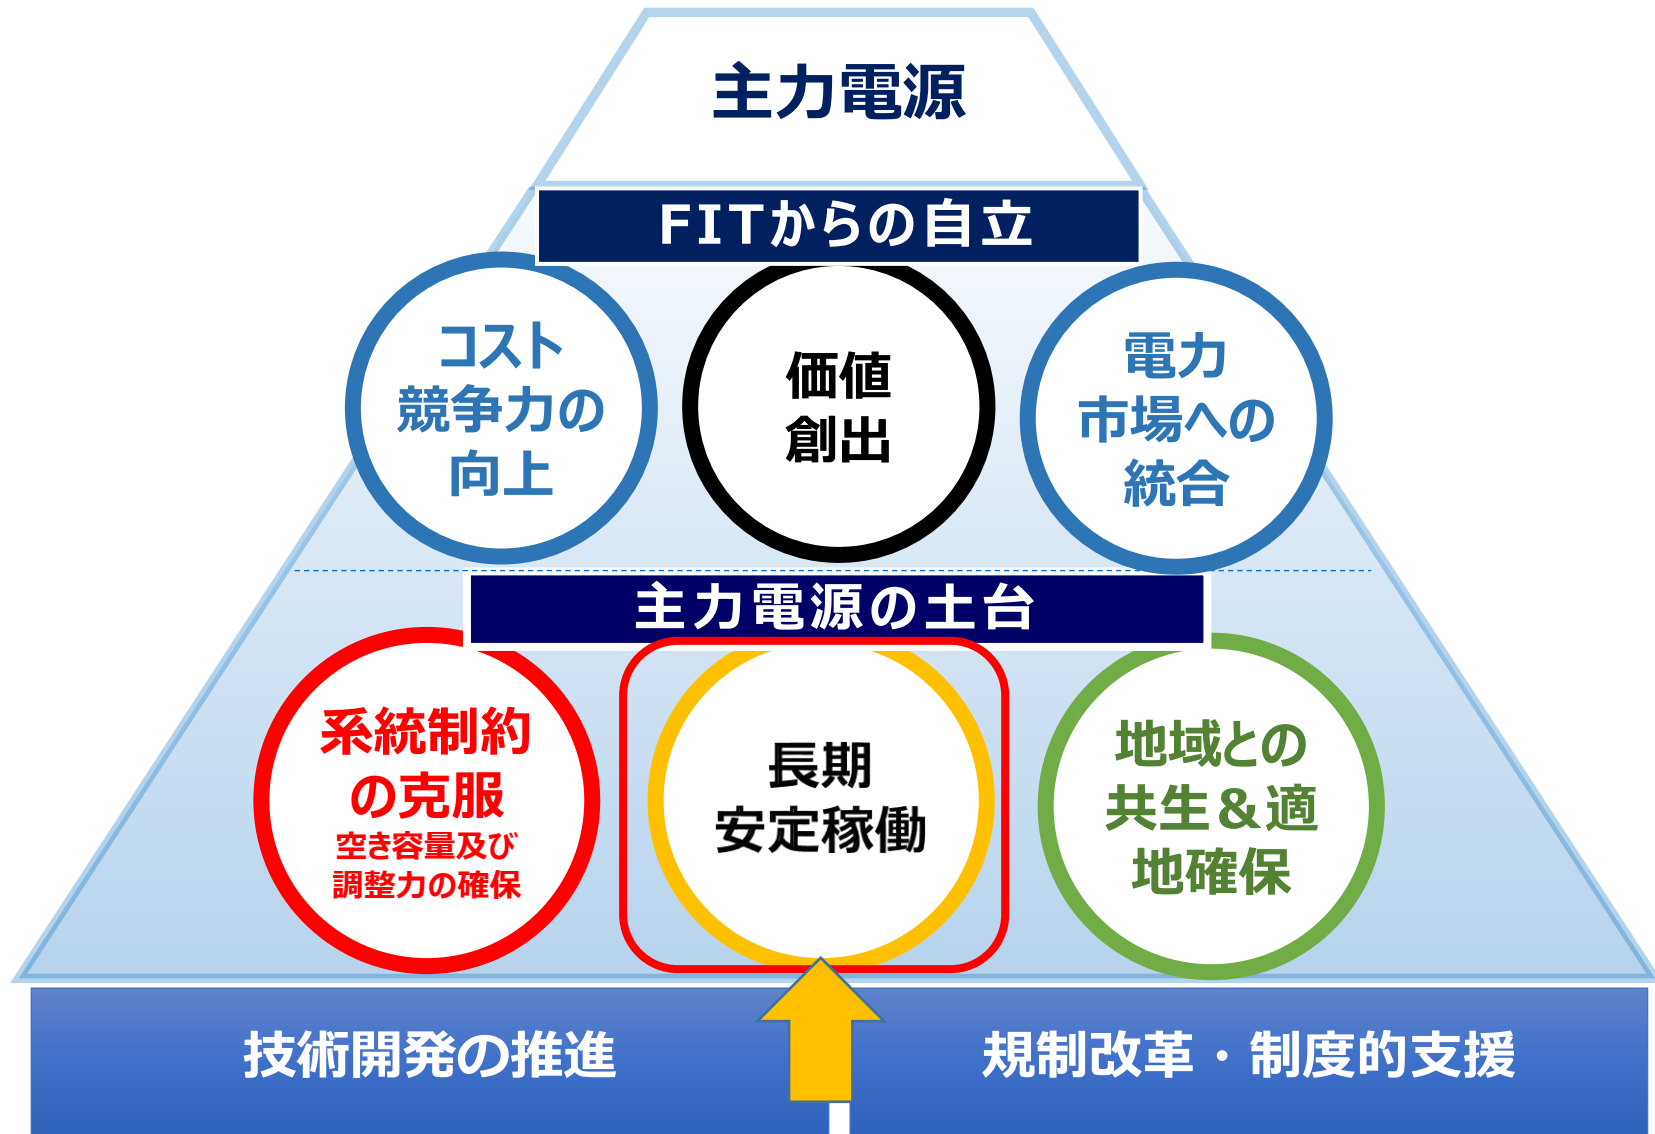 主力電源
FITからの自立
コスト
競争力の
向上
価値
創出
電力
市場への
統合
主力電源の土台
系統制約
の克服
空き容量及び
調整力の確保
長期
安定稼働
地域との
共生＆適
地確保
技術開発の推進
規制改革・制度的支援